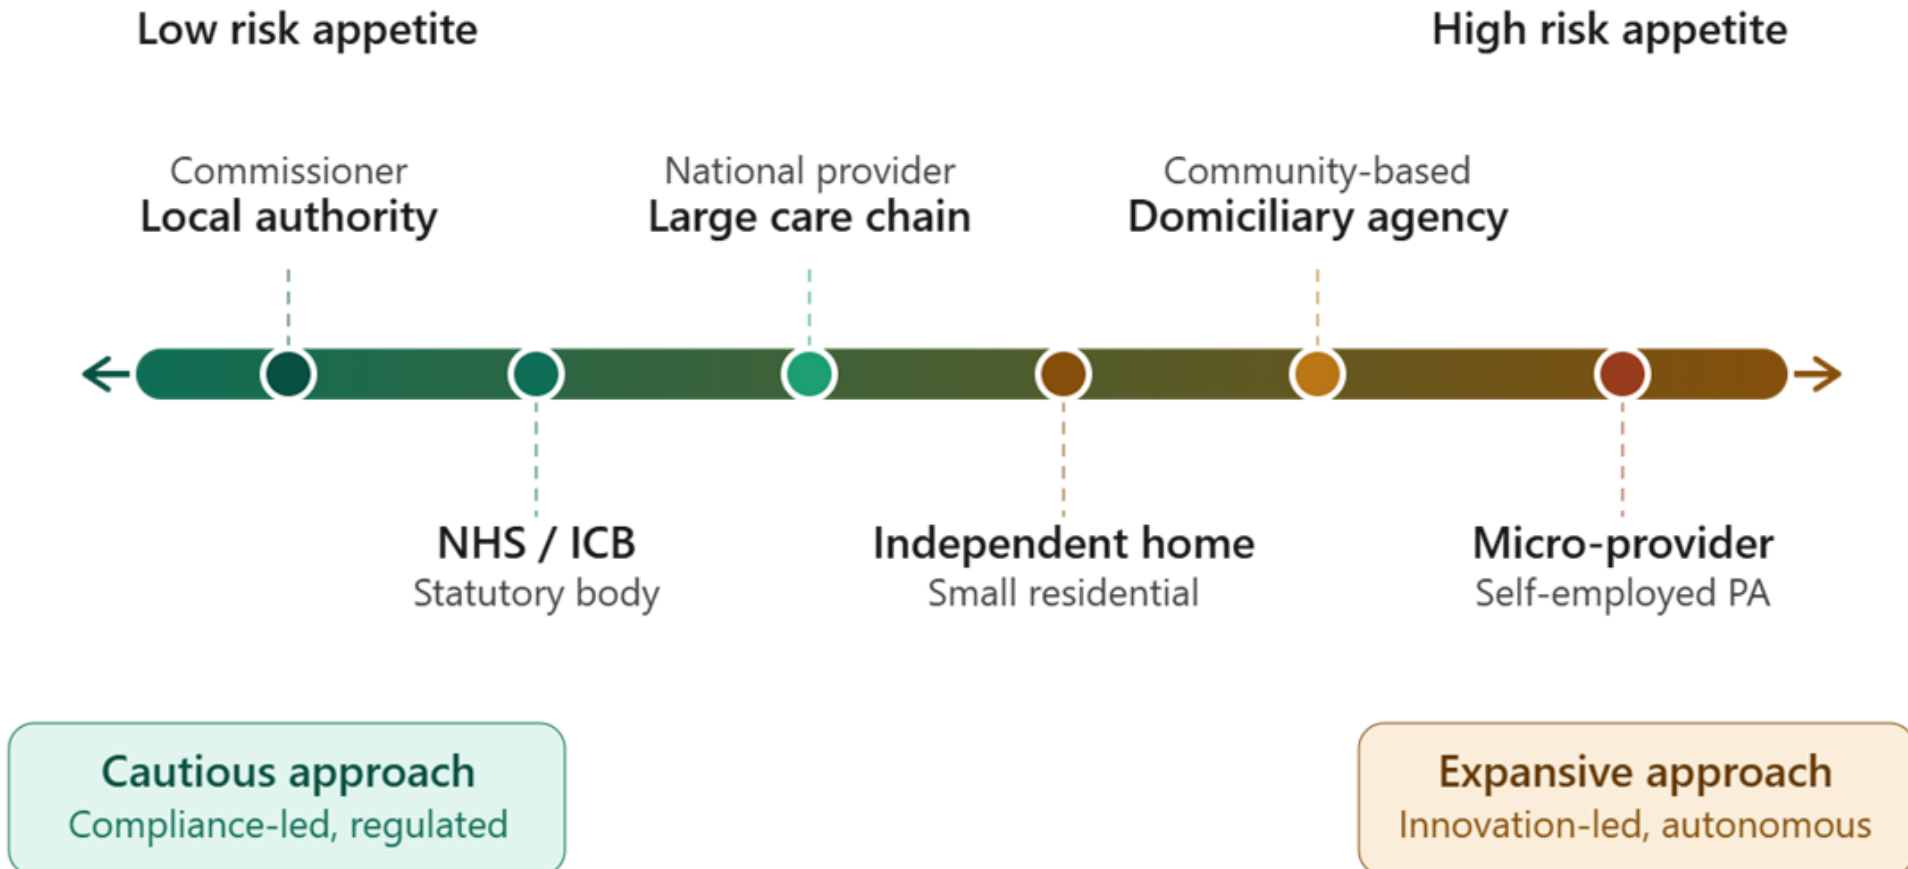 Low risk appetite
High risk appetite
Commissioner
Local authority
National provider
Large care chain
Community-based
Domiciliary agency
NHS / ICB
Statutory body
Independent home
Small residential
Micro-provider
Self-employed PA
Cautious approach
Compliance-led, regulated
Expansive approach
Innovation-led, autonomous